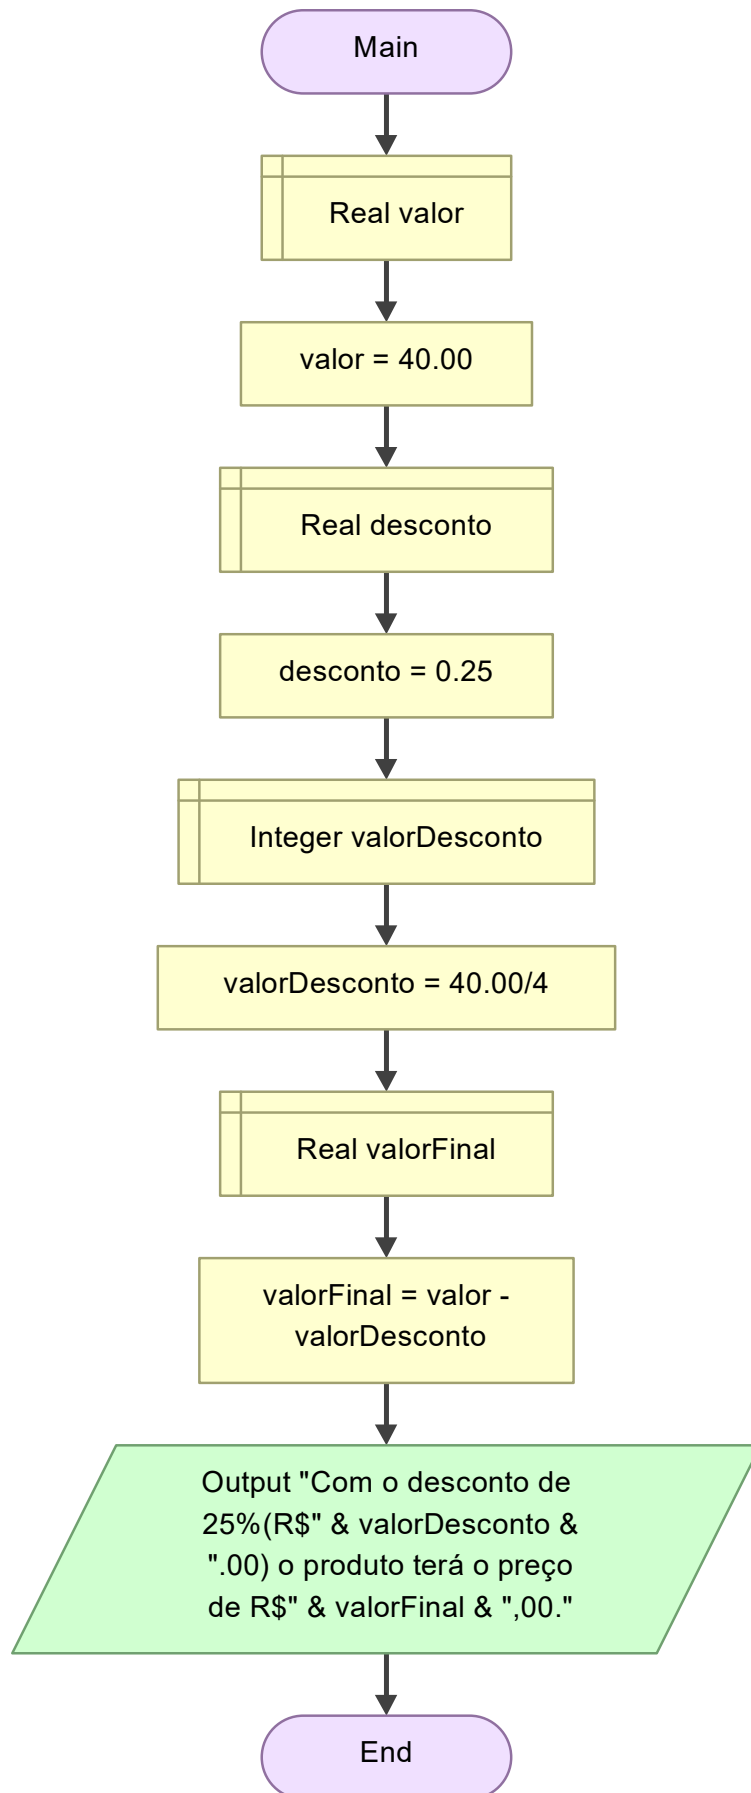 Main
Real valor
valor = 40.00
Real desconto
desconto = 0.25
Integer valorDesconto
valorDesconto = 40.00/4
Real valorFinal
valorFinal = valor -
valorDesconto
Output "Com o desconto de
25%(R$" & valorDesconto &
".00) o produto terá o preço
de R$" & valorFinal & ",00."
End